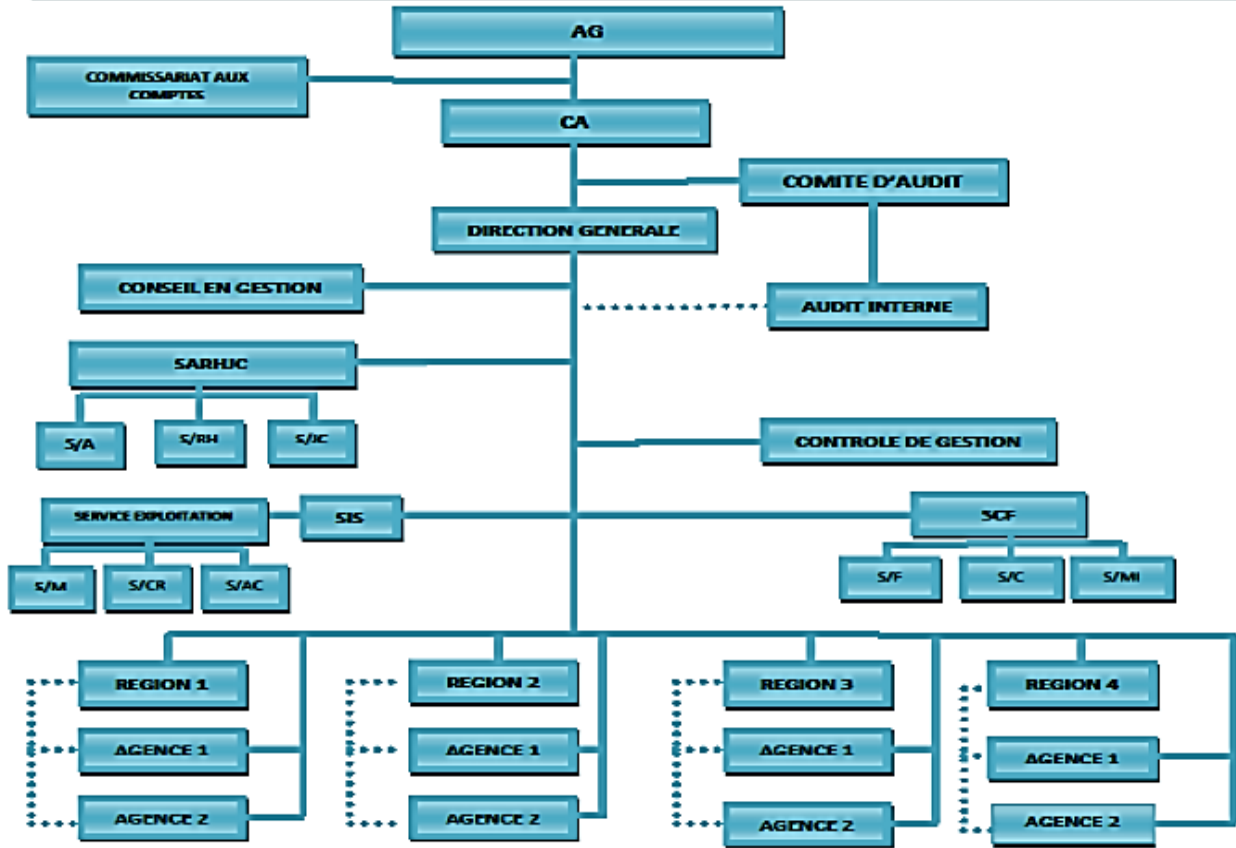 AG
COMMISSARIAT AUX
COMPTES
CA
COMITE D'AUDIT
DIRECTION GENERALE
CONSEIL EN GESTION
AUDIT INTERNE
SARHJC
S/A
S/RH
S/JC
CONTROLE DE GESTION
SERVICE EXPLOITATION
SIS
SCF
S/M
S/CR
S/AC
S/F
S/C
S/MI
REGION 1
REGION 2
REGION 3
REGION 4
AGENCE 1
AGENCE 1
AGENCE 1
AGENCE 1
AGENCE 2
AGENCE 2
AGENCE 2
AGENCE 2